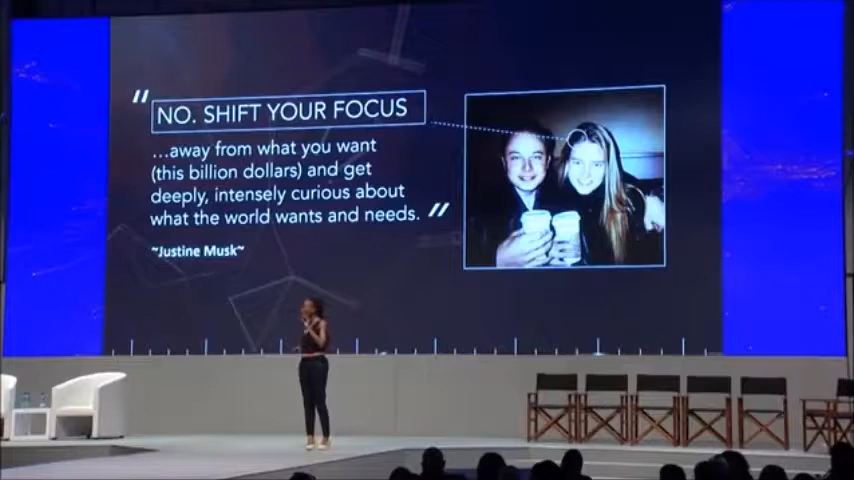 “
NO. SHIFT YOUR FOCUS
...away from what you want
(this billion dollars) and get
deeply, intensely curious about
what the world wants and needs. ”
~Justine Musk~